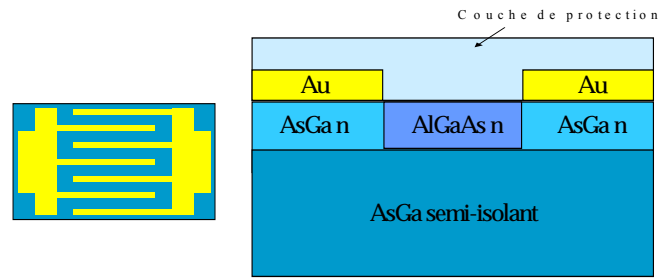 Couche de protection
Au Au
AsGa n AlGaAs n AsGa n
AsGa semi-isolant